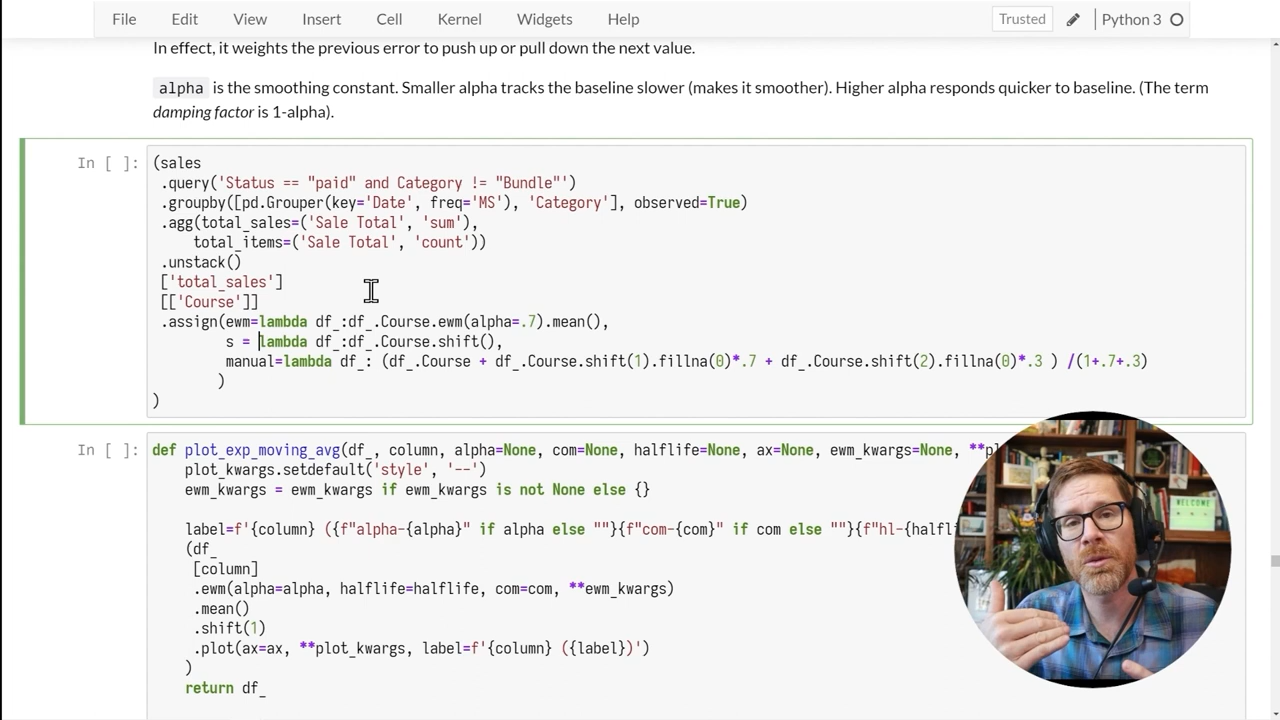 File Edit View Insert Cell Kernel Widgets Help Trusted Python 3
In effect, it weights the previous error to push up or pull down the next value.
alpha is the smoothing constant. Smaller alpha tracks the baseline slower (makes it smoother). Higher alpha responds quicker to baseline. (The term
damping factor is 1-alpha).
In [ ]: (sales
.query('Status == "paid" and Category != "Bundle"')
.groupby([pd.Grouper(key='Date', freq='MS'), 'Category'], observed=True)
.agg(total_sales=('Sale Total', 'sum'),
total_items=('Sale Total', 'count'))
.unstack()
['total_sales']
[['Course']]
.assign(ewm=lambda df_:df_.Course.ewm(alpha=.7).mean(),
s = lambda df_:df_.Course.shift(),
manual=lambda df_: (df_.Course + df_.Course.shift(1).fillna(0)*.7 + df_.Course.shift(2).fillna(0)*.3 ) /(1+.7+.3)
)
)
In [ ]: def plot_exp_moving_avg(df_, column, alpha=None, com=None, halflife=None, ax=None, ewm_kwargs=None, **pl
plot_kwargs.setdefault('style', '--')
ewm_kwargs = ewm_kwargs if ewm_kwargs is not None else {}
label=f'{column} ({f"alpha-{alpha}" if alpha else ""}{f"com-{com}" if com else ""}{f"hl-{halfli
(df_
[column]
.ewm(alpha=alpha, halflife=halflife, com=com, **ewm_kwargs)
.mean()
.shift(1)
.plot(ax=ax, **plot_kwargs, label=f'{column} ({label})')
)
return df_
WELCOME